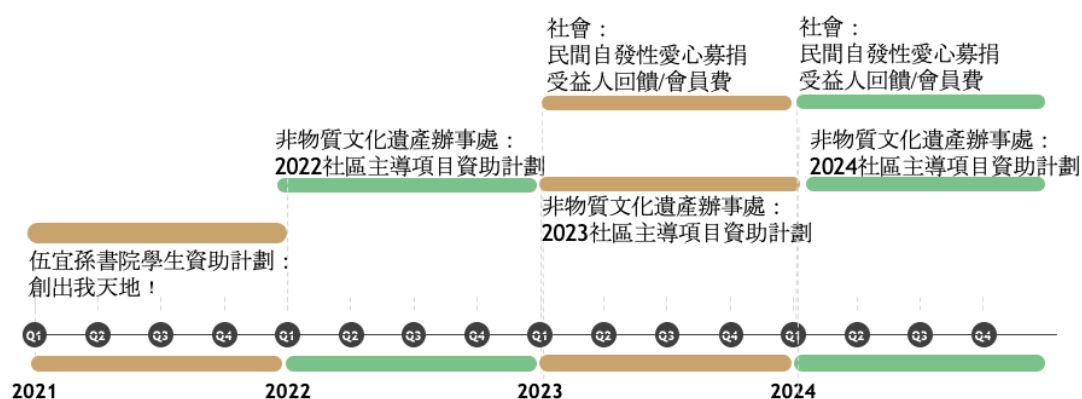 社會：
民間自發性愛心募捐
受益人回饋/會員費
社會：
民間自發性愛心募捐
受益人回饋/會員費
非物質文化遺產辦事處：
2022社區主導項目資助計劃
非物質文化遺產辦事處：
2024社區主導項目資助計劃
非物質文化遺產辦事處：
2023社區主導項目資助計劃
伍宜孫書院學生資助計劃：
創出我天地！
Q1 Q2 Q3 Q4 Q1 Q2 Q3 Q4 Q1 Q2 Q3 Q4 Q1 Q2 Q3 Q4
2021 2022 2023 2024